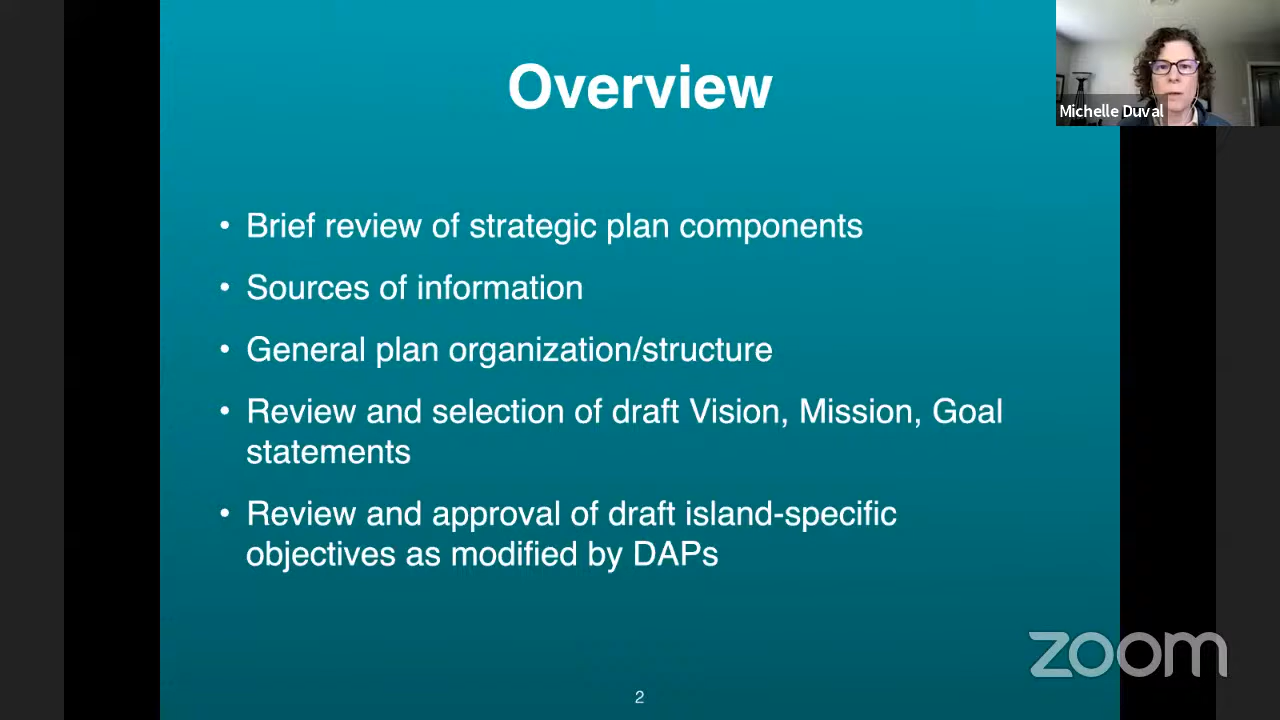 Overview
Michelle Duval
• Brief review of strategic plan components
• Sources of information
• General plan organization/structure
• Review and selection of draft Vision, Mission, Goal
statements
• Review and approval of draft island-specific
objectives as modified by DAPs
zoom
2